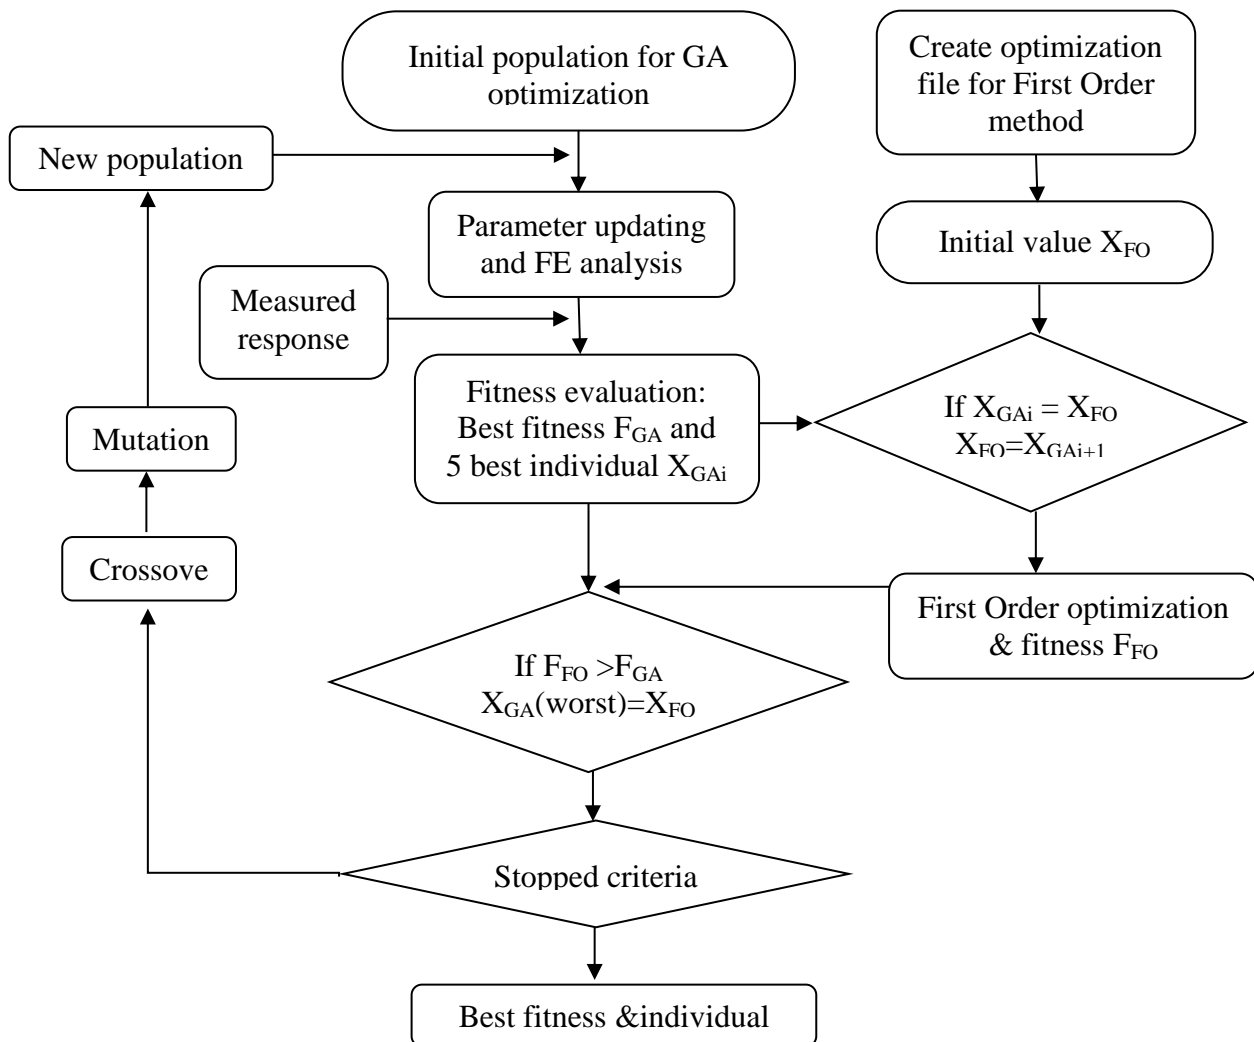 Initial population for GA
optimization
Create optimization
file for First Order
method
New population
Parameter updating
and FE analysis
Initial value X_FO
Measured
response
Fitness evaluation:
Best fitness F_GA and
5 best individual X_GAi
If X_GAi = X_FO
X_FO=X_GAi+1
Mutation
Crossove
First Order optimization
& fitness F_FO
If F_FO >F_GA
X_GA(worst)=X_FO
Stopped criteria
Best fitness &individual